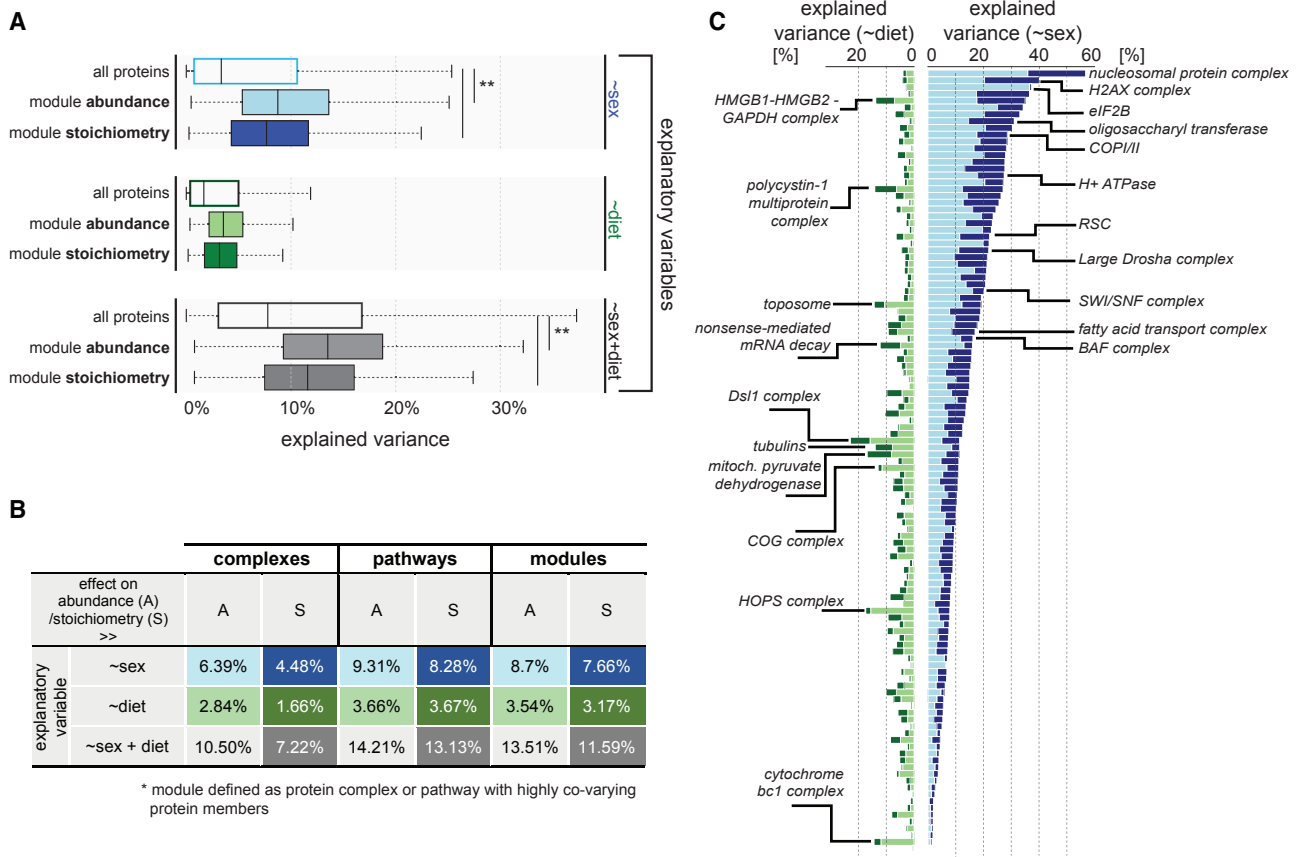 A
all proteins
module abundance
module stoichiometry
**
~sex
all proteins
module abundance
module stoichiometry
~diet
all proteins
module abundance
module stoichiometry
**
~sex+diet
explanatory variables
0%
10%
20%
30%
explained variance
B
complexes
pathways
modules
effect on
abundance (A)
/stoichiometry (S)
>>
A
S
A
S
A
S
explanatory
variable
~sex
6.39%
4.48%
9.31%
8.28%
8.7%
7.66%
~diet
2.84%
1.66%
3.66%
3.67%
3.54%
3.17%
~sex + diet
10.50%
7.22%
14.21%
13.13%
13.51%
11.59%
* module defined as protein complex or pathway with highly co-varying
protein members
C
explained
variance (~diet)
[%]
20
0
explained
variance (~sex)
0
20
40
60
[%]
HMGB1-HMGB2 -
GAPDH complex
polycystin-1
multiprotein
complex
toposome
nonsense-mediated
mRNA decay
Dsl1 complex
tubulins
mitoch. pyruvate
dehydrogenase
COG complex
HOPS complex
cytochrome
bc1 complex
nucleosomal protein complex
H2AX complex
eIF2B
oligosaccharyl transferase
COPI/II
H+ ATPase
RSC
Large Drosha complex
SWI/SNF complex
fatty acid transport complex
BAF complex